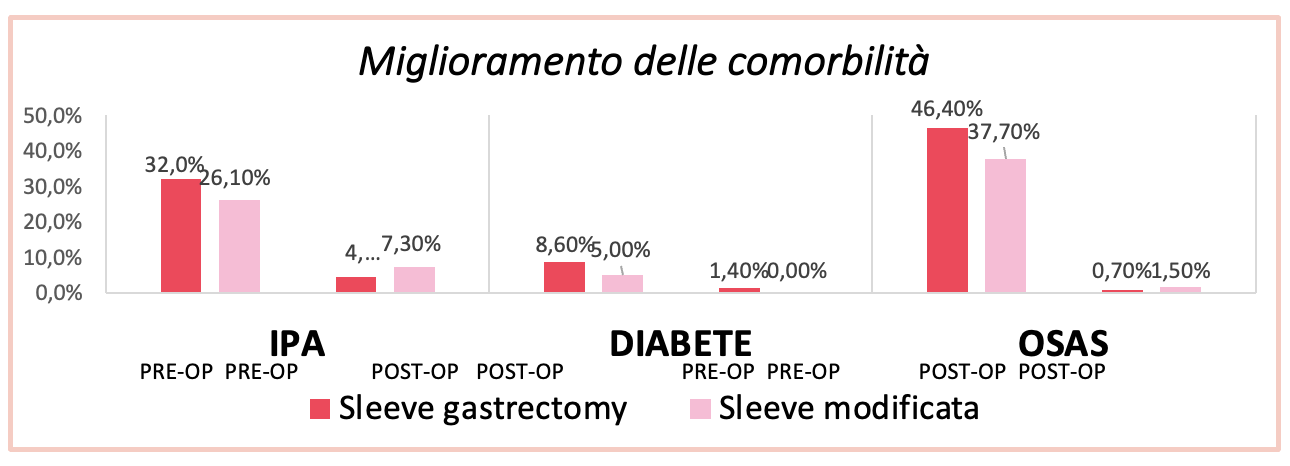 Miglioramento delle comorbilità
50,0%
40,0%
30,0%
20,0%
10,0%
0,0%
32,0% 26,10% 4,... 7,30% 8,60% 5,00% 1,40% 0,00% 46,40% 37,70% 0,70% 1,50%
IPA DIABETE OSAS
PRE-OP PRE-OP POST-OP POST-OP PRE-OP PRE-OP POST-OP POST-OP
Sleeve gastrectomy Sleeve modificata